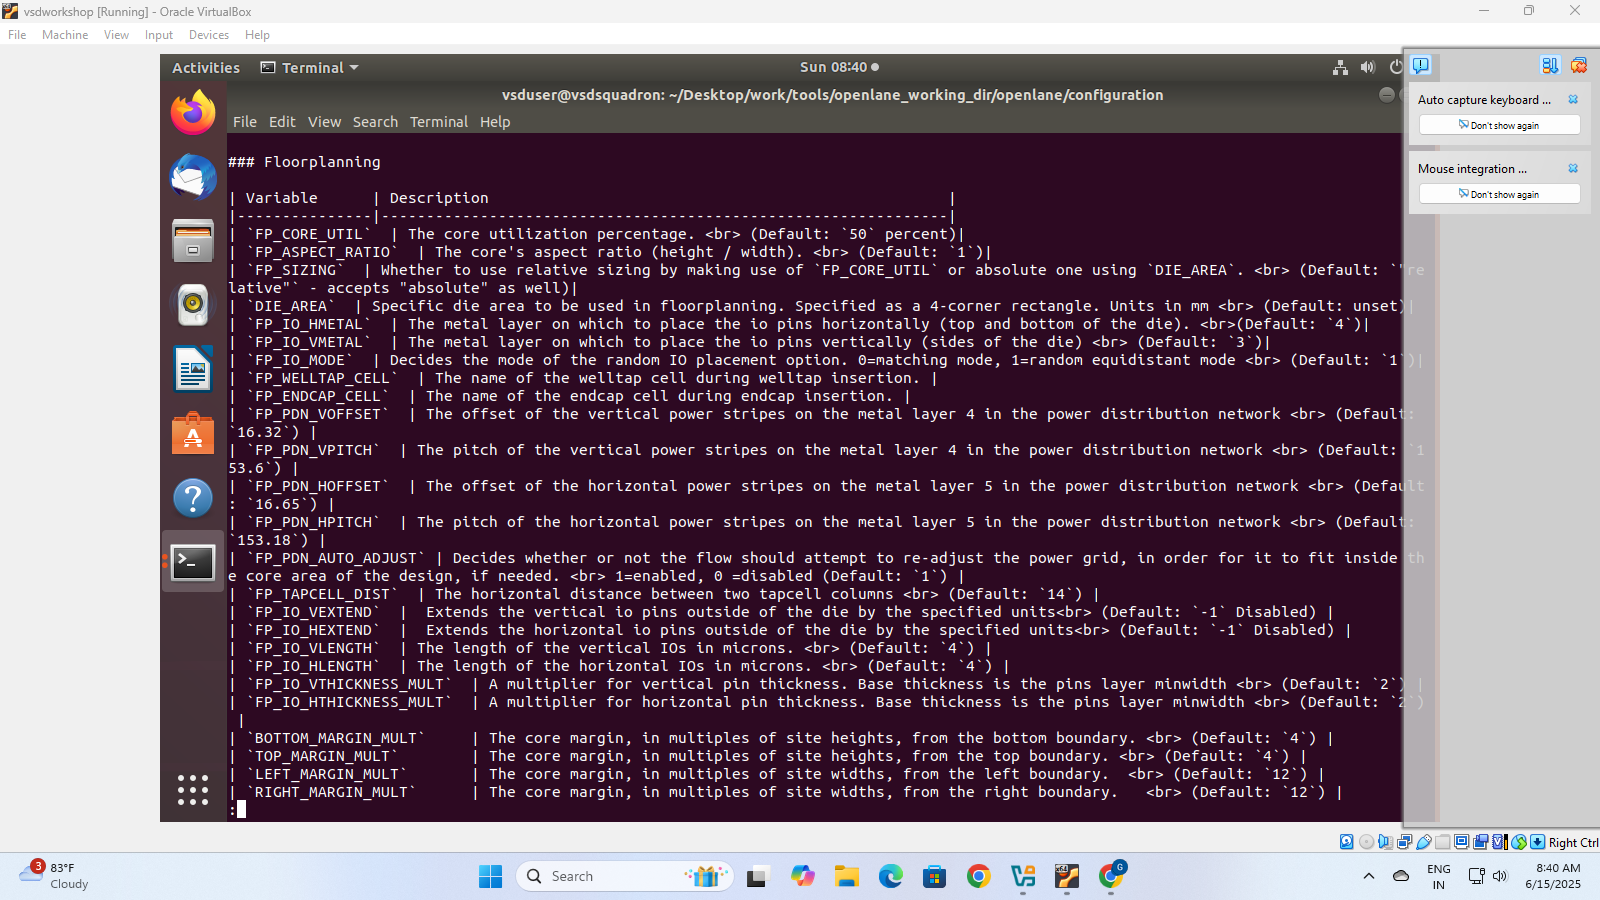 vsdworkshop [Running] - Oracle VirtualBox
File Machine View Input Devices Help
Activities Terminal Sun 08:40
vsduser@vsdsquadron: ~/Desktop/work/tools/openlane_working_dir/openlane/configuration
File Edit View Search Terminal Help
### Floorplanning
| Variable | Description |
|---------------|---------------------------------------------------------------|
| `FP_CORE_UTIL` | The core utilization percentage. <br> (Default: `50` percent)|
| `FP_ASPECT_RATIO` | The core's aspect ratio (height / width). <br> (Default: `1`)|
| `FP_SIZING` | Whether to use relative sizing by making use of `FP_CORE_UTIL` or absolute one using `DIE_AREA`. <br> (Default: `"re
lative"` - accepts "absolute" as well)|
| `DIE_AREA` | Specific die area to be used in floorplanning. Specified as a 4-corner rectangle. Units in mm <br> (Default: unset)|
| `FP_IO_HMETAL` | The metal layer on which to place the io pins horizontally (top and bottom of the die). <br>(Default: `4`)|
| `FP_IO_VMETAL` | The metal layer on which to place the io pins vertically (sides of the die) <br> (Default: `3`)|
| `FP_IO_MODE` | Decides the mode of the random IO placement option. 0=matching mode, 1=random equidistant mode <br> (Default: `1`)|
| `FP_WELLTAP_CELL` | The name of the welltap cell during welltap insertion. |
| `FP_ENDCAP_CELL` | The name of the endcap cell during endcap insertion. |
| `FP_PDN_VOFFSET` | The offset of the vertical power stripes on the metal layer 4 in the power distribution network <br> (Default:
`16.32`) |
| `FP_PDN_VPITCH` | The pitch of the vertical power stripes on the metal layer 4 in the power distribution network <br> (Default: `1
53.6`) |
| `FP_PDN_HOFFSET` | The offset of the horizontal power stripes on the metal layer 5 in the power distribution network <br> (Default
: `16.65`) |
| `FP_PDN_HPITCH` | The pitch of the horizontal power stripes on the metal layer 5 in the power distribution network <br> (Default:
`153.18`) |
| `FP_PDN_AUTO_ADJUST` | Decides whether or not the flow should attempt to re-adjust the power grid, in order for it to fit inside th
e core area of the design, if needed. <br> 1=enabled, 0 =disabled (Default: `1`) |
| `FP_TAPCELL_DIST` | The horizontal distance between two tapcell columns <br> (Default: `14`) |
| `FP_IO_VEXTEND` | Extends the vertical io pins outside of the die by the specified units<br> (Default: `-1` Disabled) |
| `FP_IO_HEXTEND` | Extends the horizontal io pins outside of the die by the specified units<br> (Default: `-1` Disabled) |
| `FP_IO_VLENGTH` | The length of the vertical IOs in microns. <br> (Default: `4`) |
| `FP_IO_HLENGTH` | The length of the horizontal IOs in microns. <br> (Default: `4`) |
| `FP_IO_VTHICKNESS_MULT` | A multiplier for vertical pin thickness. Base thickness is the pins layer minwidth <br> (Default: `2`) |
| `FP_IO_HTHICKNESS_MULT` | A multiplier for horizontal pin thickness. Base thickness is the pins layer minwidth <br> (Default: `2`)
|
| `BOTTOM_MARGIN_MULT` | The core margin, in multiples of site heights, from the bottom boundary. <br> (Default: `4`) |
| `TOP_MARGIN_MULT` | The core margin, in multiples of site heights, from the top boundary. <br> (Default: `4`) |
| `LEFT_MARGIN_MULT` | The core margin, in multiples of site widths, from the left boundary. <br> (Default: `12`) |
| `RIGHT_MARGIN_MULT` | The core margin, in multiples of site widths, from the right boundary. <br> (Default: `12`) |
:
Auto capture keyboard ...
Don't show again
Mouse integration ...
Don't show again
Right Ctrl
3
83°F
Cloudy
Search
G
ENG
IN
8:40 AM
6/15/2025